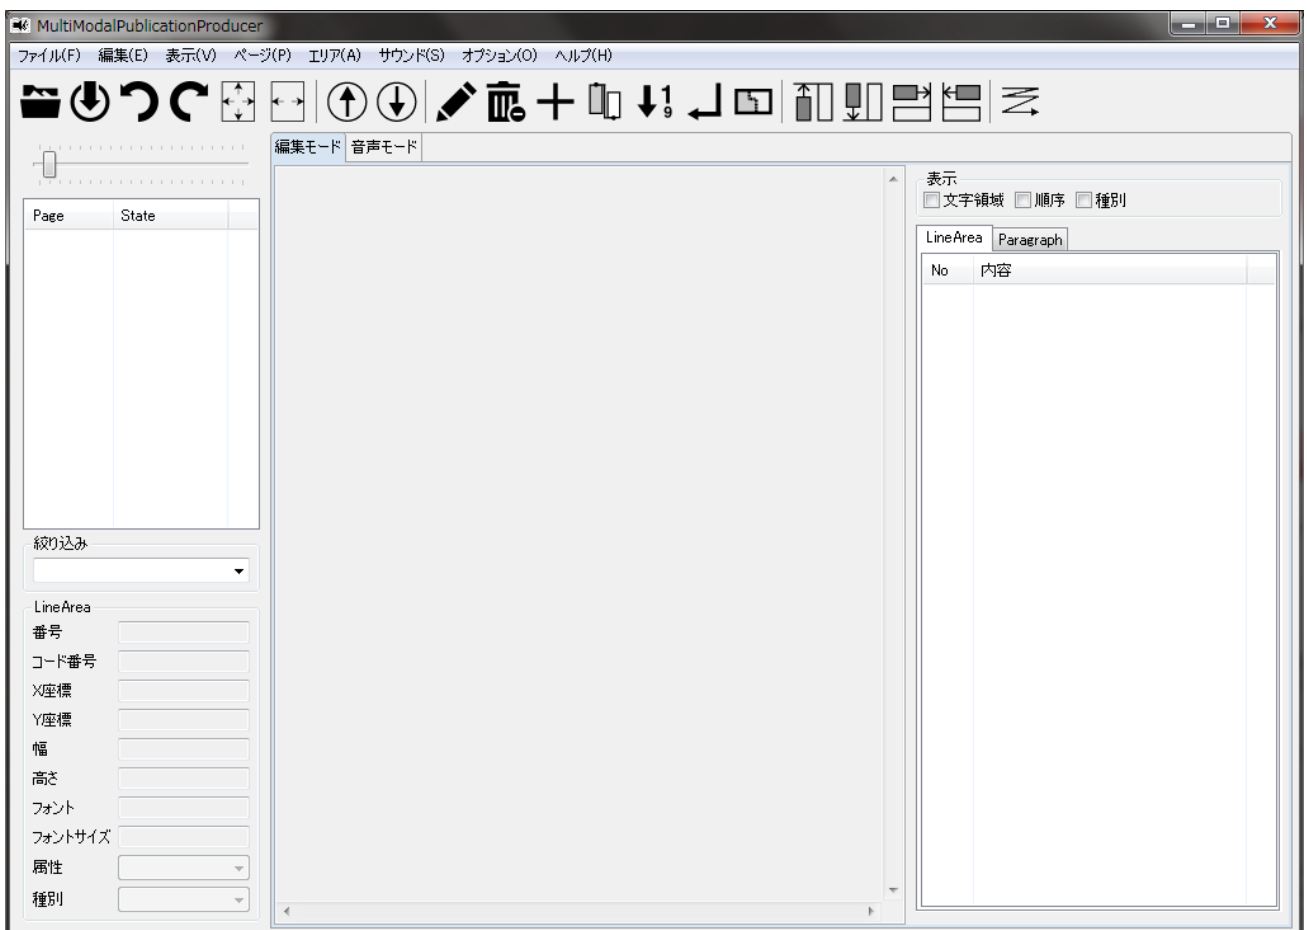 MultiModalPublicationProducer
ファイル(F) 編集(E) 表示(V) ページ(P) エリア(A) サウンド(S) オプション(O) ヘルプ(H)
1
9
編集モード 音声モード
Page State
絞り込み
LineArea
番号
コード番号
X座標
Y座標
幅
高さ
フォント
フォントサイズ
属性
種別
表示
文字領域 順序 種別
LineArea Paragraph
No 内容